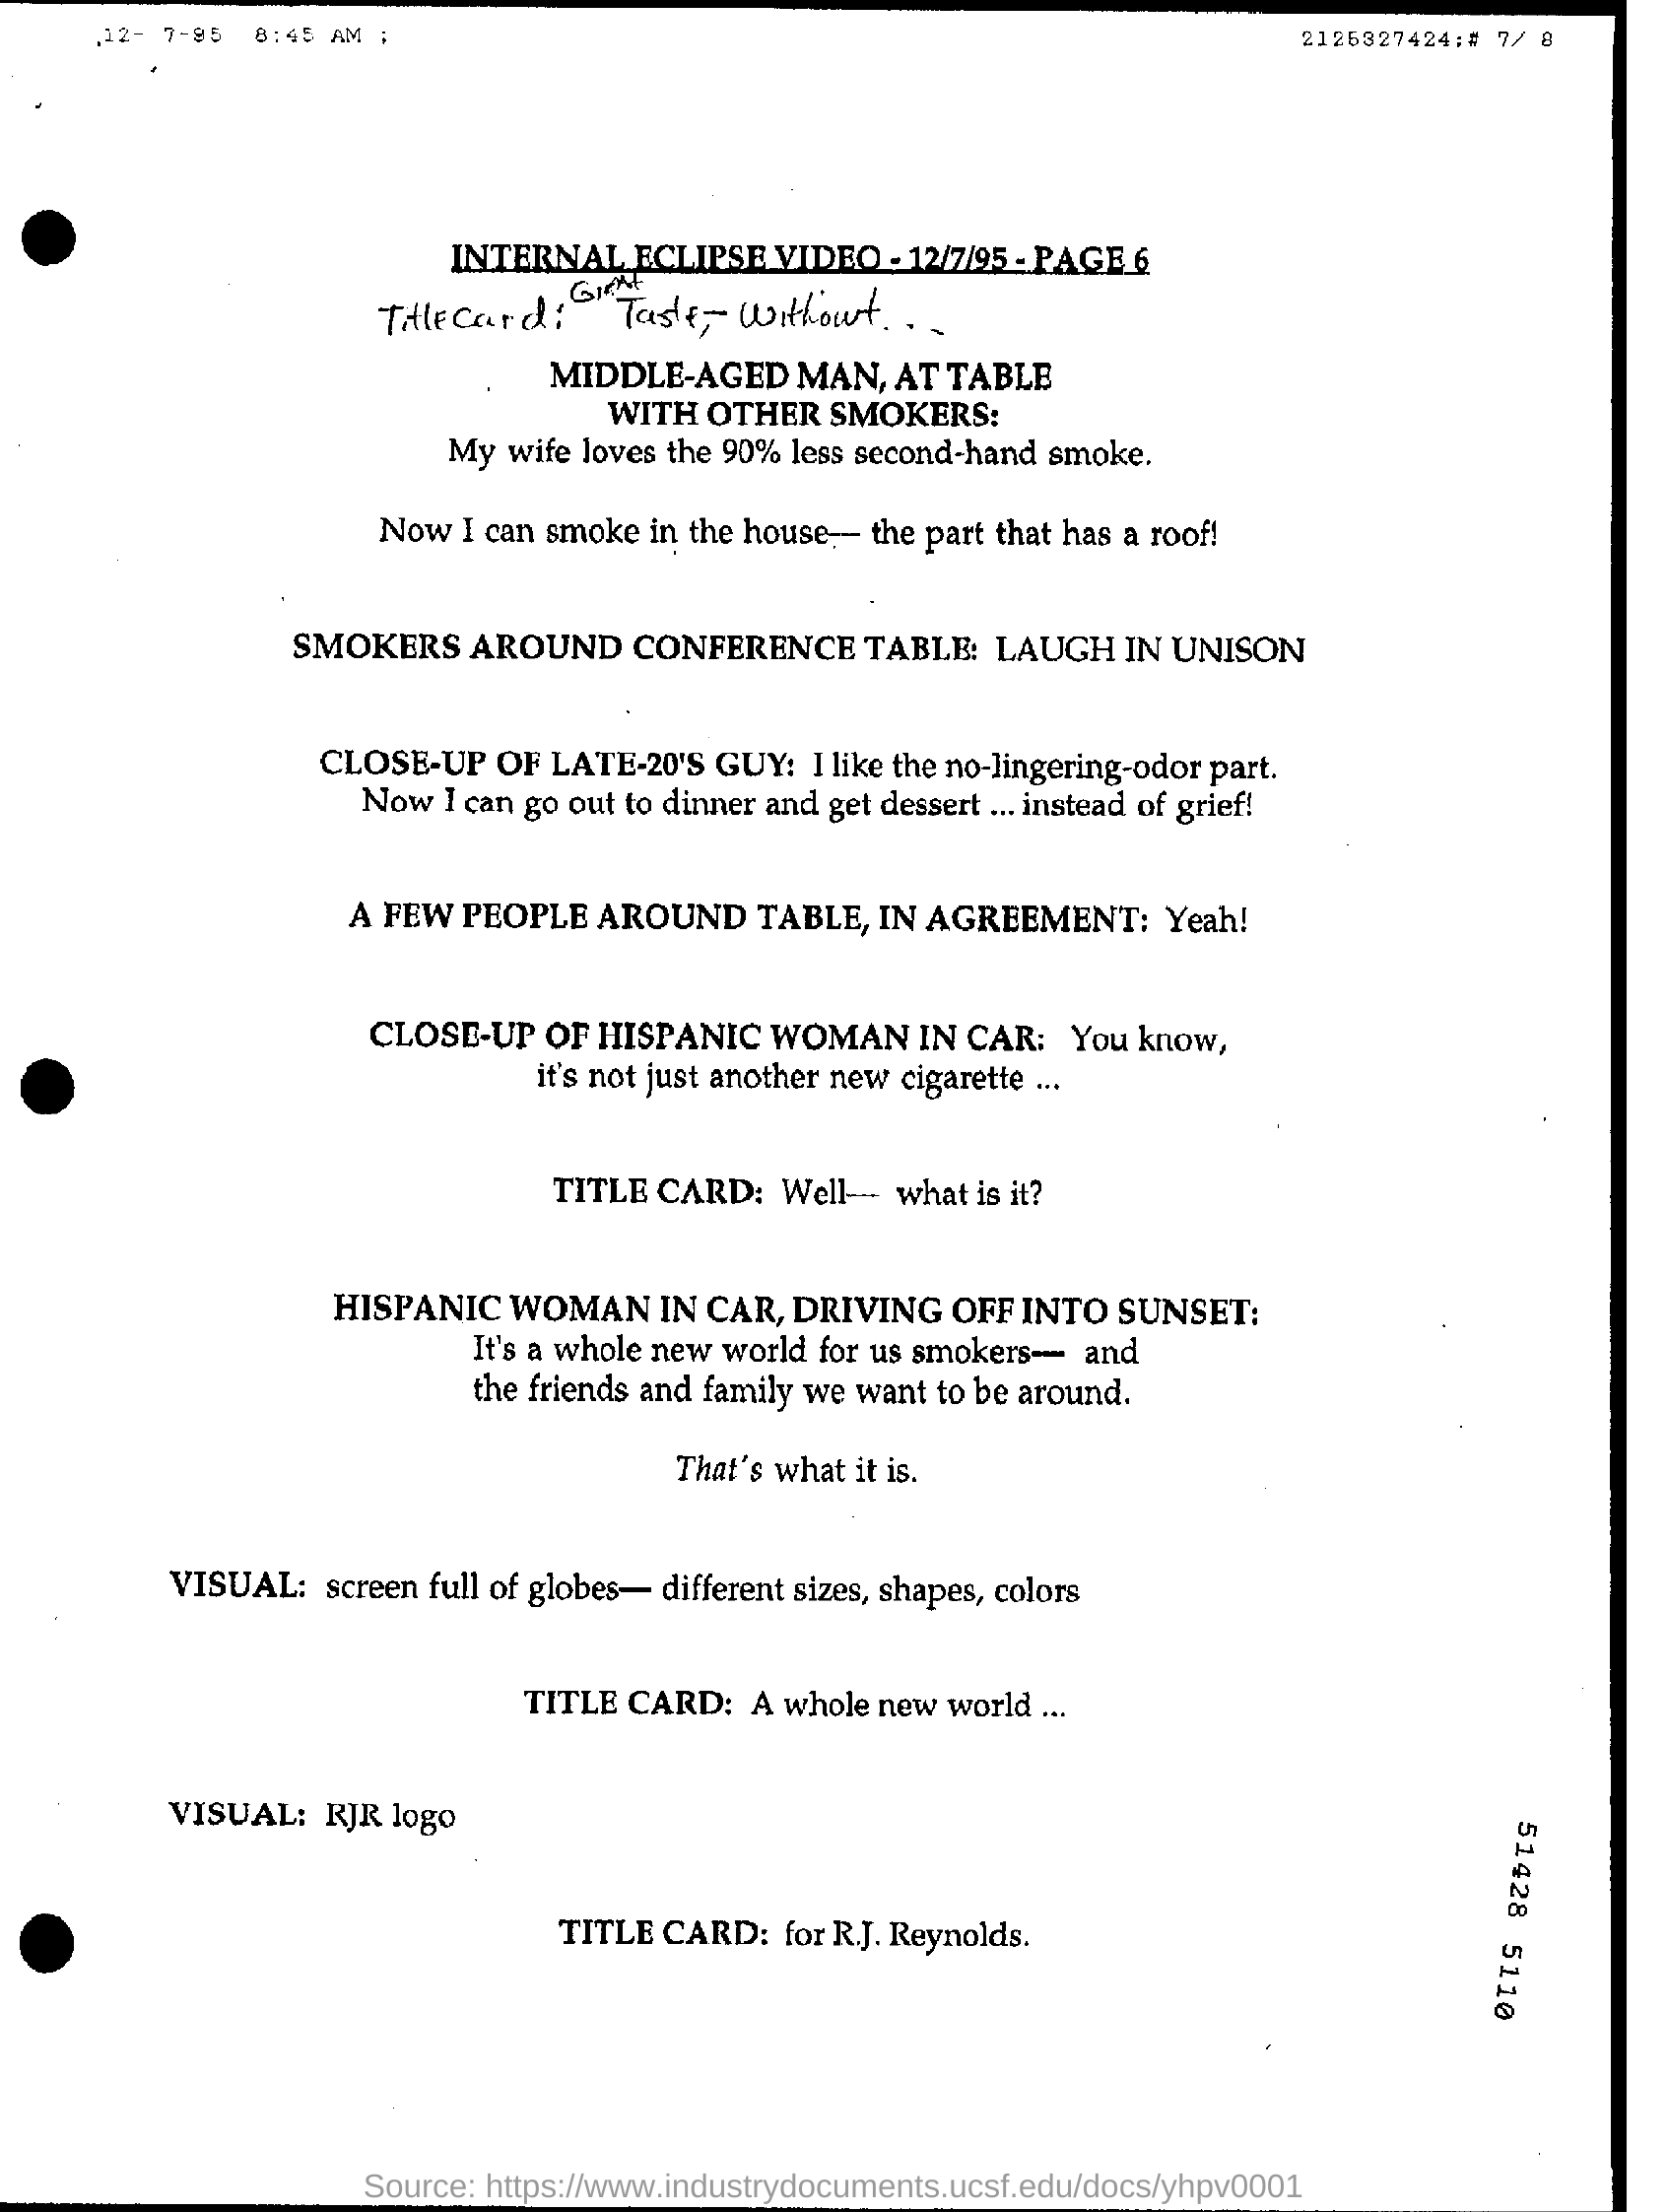 .12- 7-95 8:45 AM ;
2125327424;# 7/ 8
INTERNAL ECLIPSE VIDEO - 12/7/95 - PAGE 6
Title Card: Great Taste, - Without . . .
MIDDLE-AGED MAN, AT TABLE
WITH OTHER SMOKERS:
My wife loves the 90% less second-hand smoke.
Now I can smoke in the house— the part that has a roof!
SMOKERS AROUND CONFERENCE TABLE: LAUGH IN UNISON
CLOSE-UP OF LATE-20'S GUY: I like the no-lingering-odor part.
Now I can go out to dinner and get dessert ... instead of grief!
A FEW PEOPLE AROUND TABLE, IN AGREEMENT: Yeah!
CLOSE-UP OF HISPANIC WOMAN IN CAR: You know,
it's not just another new cigarette ...
TITLE CARD: Well— what is it?
HISPANIC WOMAN IN CAR, DRIVING OFF INTO SUNSET:
It's a whole new world for us smokers— and
the friends and family we want to be around.
That's what it is.
VISUAL: screen full of globes— different sizes, shapes, colors
TITLE CARD: A whole new world ...
VISUAL: RJR logo
TITLE CARD: for R.J. Reynolds.
51428 5110
Source: https://www.industrydocuments.ucsf.edu/docs/yhpv0001